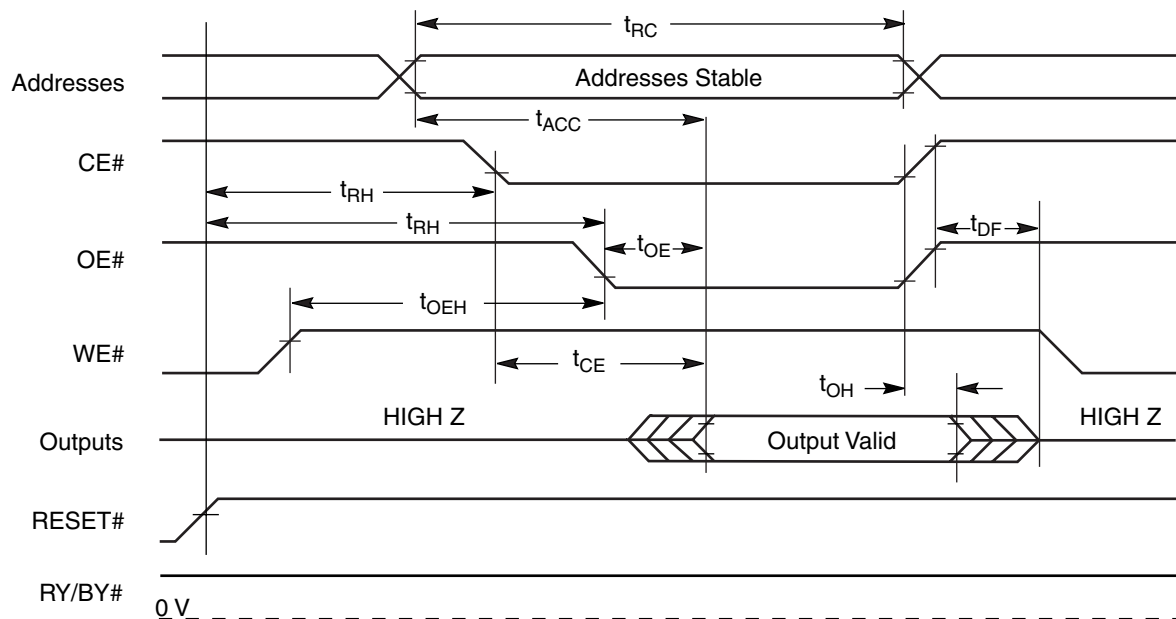 tRC
Addresses
Addresses Stable
tACC
CE#
tRH
tRH
tDF
tOE
OE#
tOEH
WE#
tCE
tOH
HIGH Z
HIGH Z
Outputs
Output Valid
RESET#
RY/BY#
0 V